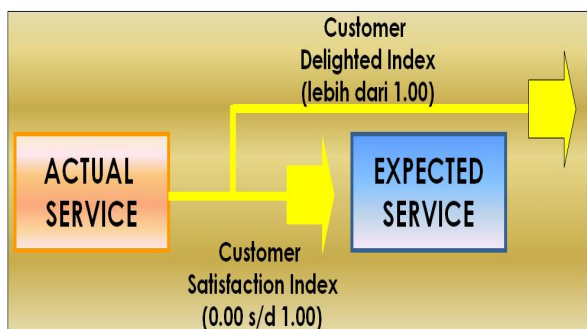 Customer
Delighted Index
(lebih dari 1.00)
ACTUAL
SERVICE
EXPECTED
SERVICE
Customer
Satisfaction Index
(0.00 s/d 1.00)